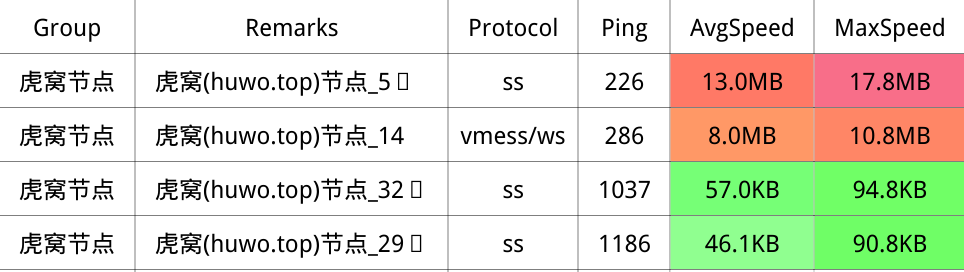 Group Remarks Protocol Ping AvgSpeed MaxSpeed
虎窝节点 虎窝(huwo.top)节点_5 ss 226 13.0MB 17.8MB
虎窝节点 虎窝(huwo.top)节点_14 vmess/ws 286 8.0MB 10.8MB
虎窝节点 虎窝(huwo.top)节点_32 ss 1037 57.0KB 94.8KB
虎窝节点 虎窝(huwo.top)节点_29 ss 1186 46.1KB 90.8KB